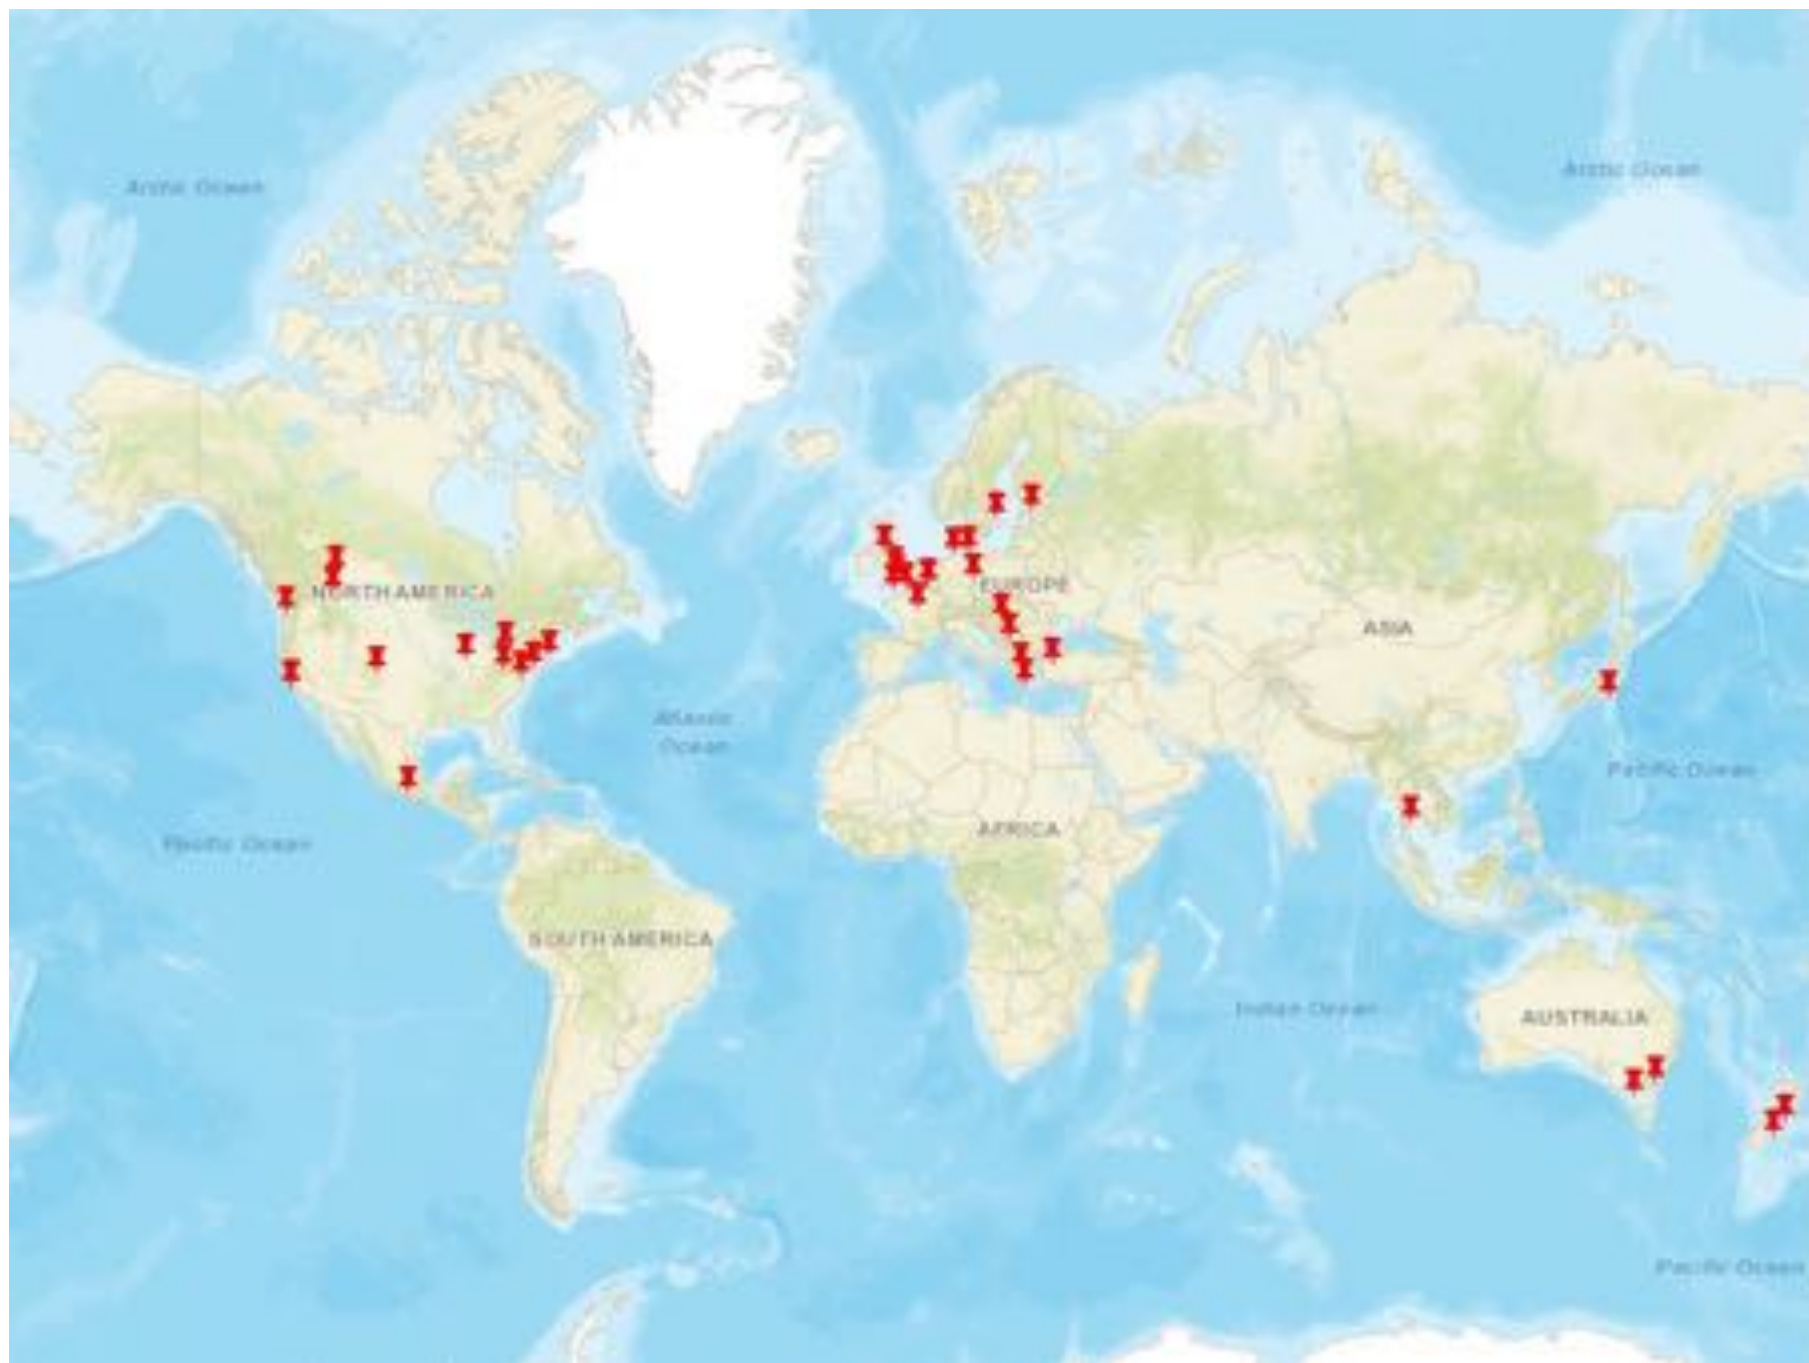 Arctic Ocean
Arctic Ocean
NORTH AMERICA
EUROPE
ASIA
Atlantic
Ocean
Pacific Ocean
AFRICA
Pacific Ocean
SOUTH AMERICA
Indian Ocean
AUSTRALIA
Pacific Ocean